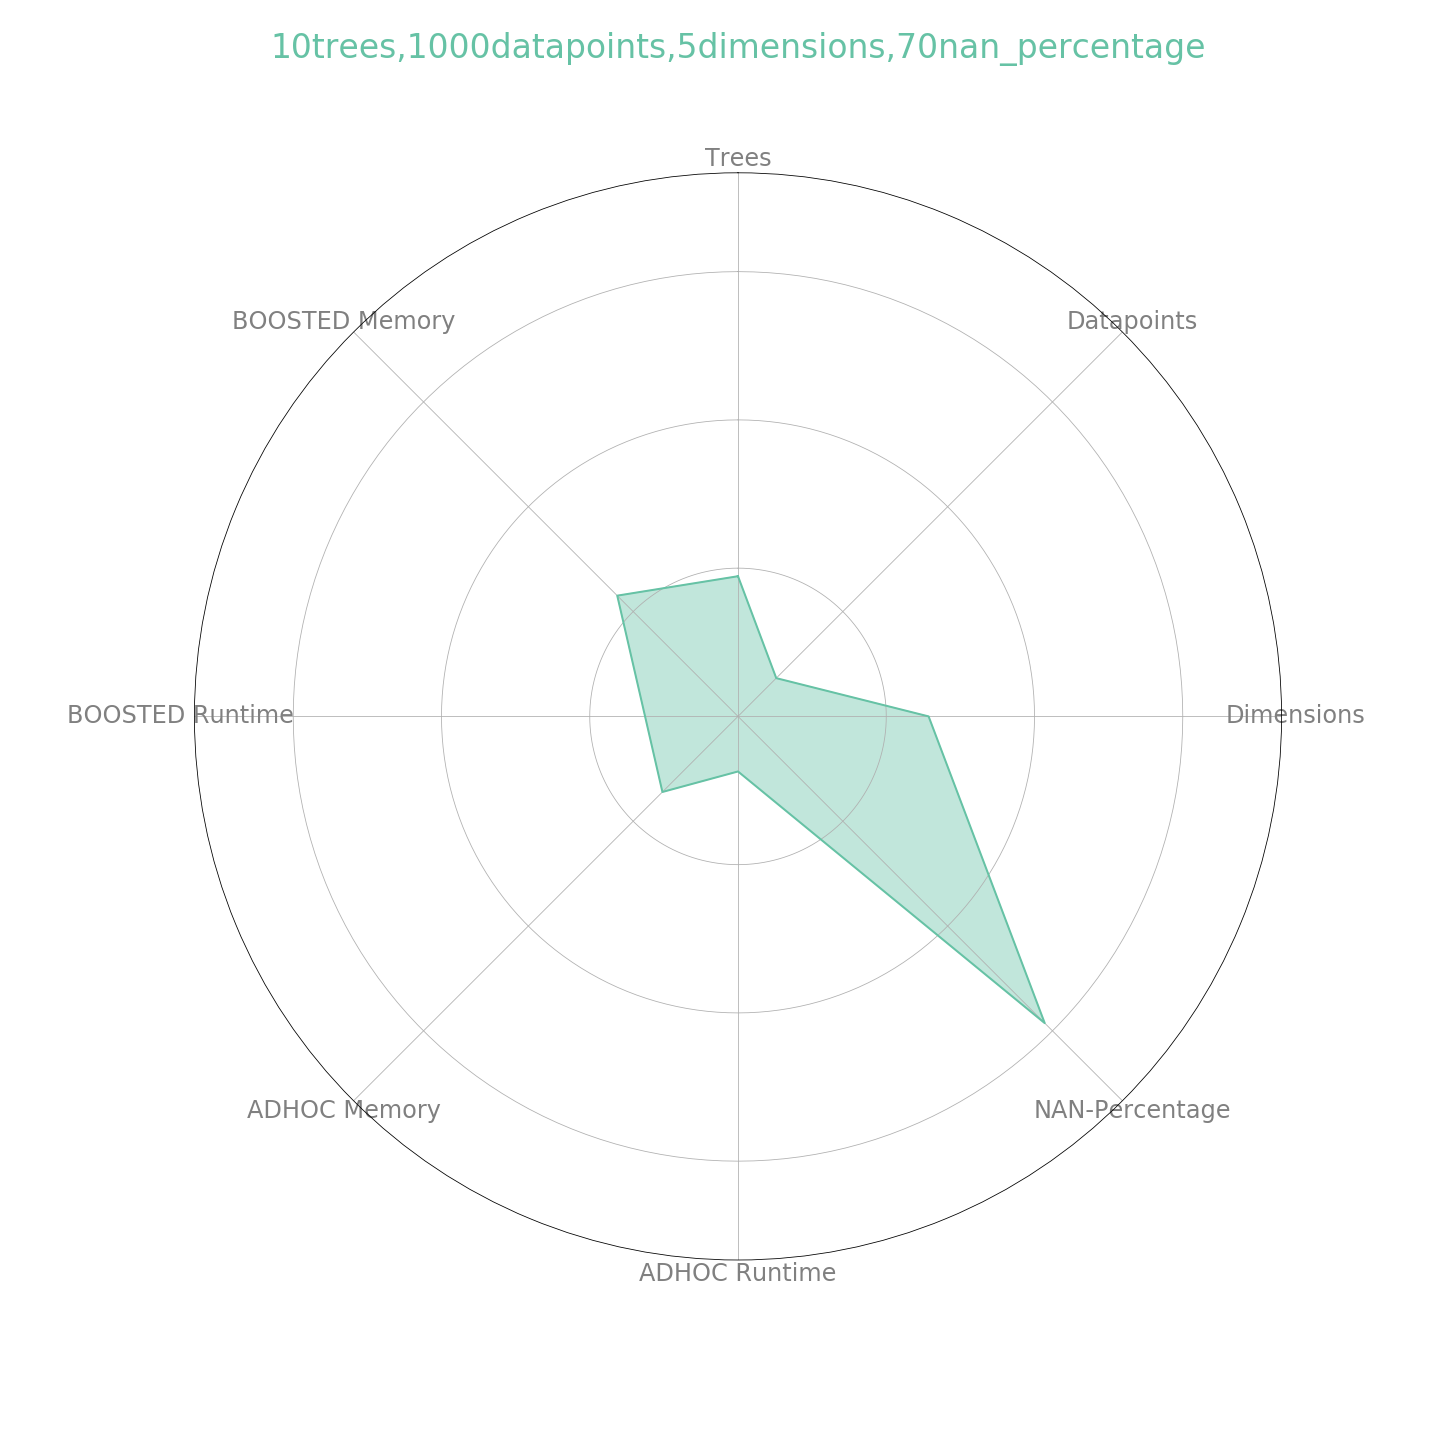 10trees,1000datapoints,5dimensions,70nan_percentage
Trees
BOOSTED Memory
Datapoints
BOOSTED Runtime
Dimensions
ADHOC Memory
NAN-Percentage
ADHOC Runtime